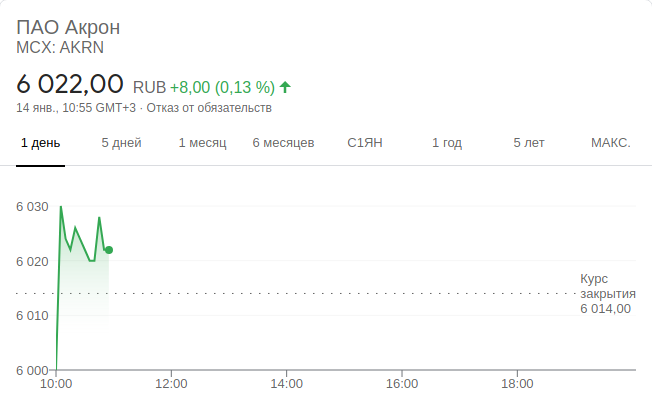 ПАО Акрон
MCX: AKRN
6 022,00 RUB +8,00 (0,13 %)
14 янв., 10:55 GMT+3 · Отказ от обязательств
1 день 5 дней 1 месяц 6 месяцев С1ЯН 1 год 5 лет МАКС.
6 030
6 020
Курс
закрытия
6 014,00
6 010
6 000
10:00 12:00 14:00 16:00 18:00